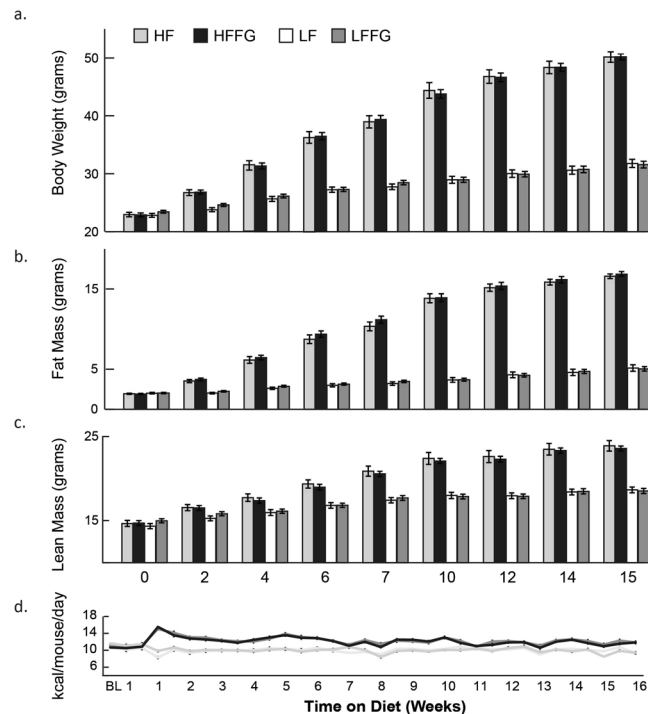 a.
HF HFFG LF LFFG
Body Weight (grams)
50
40
30
20
b.
Fat Mass (grams)
15
5
0
c.
Lean Mass (grams)
25
15
0 2 4 6 7 10 12 14 15
d.
kcal/mouse/day
18
14
10
6
BL 1 1 2 3 4 5 6 7 8 9 10 11 12 13 14 15 16
Time on Diet (Weeks)